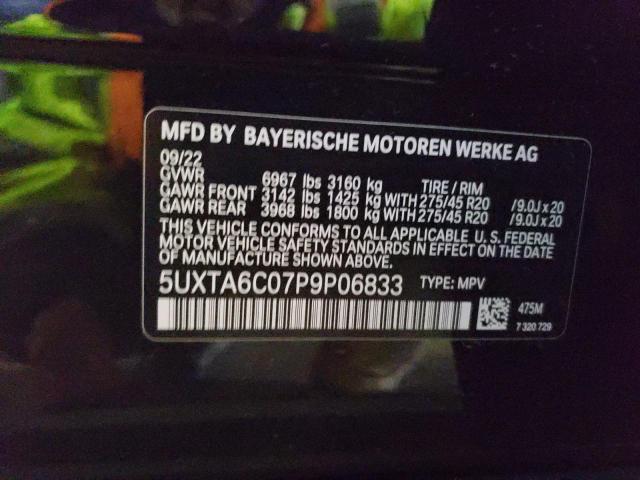 MFD BY BAYERISCHE MOTOREN WERKE AG
09/22
GVWR 6967 lbs 3160 kg TIRE / RIM
GAWR FRONT 3142 lbs 1425 kg WITH 275/45 R20 /9.0J x 20
GAWR REAR 3968 lbs 1800 kg WITH 275/45 R20 /9.0J x 20
THIS VEHICLE CONFORMS TO ALL APPLICABLE U.S. FEDERAL
MOTOR VEHICLE SAFETY STANDARDS IN EFFECT ON THE DATE
OF MANUFACTURE SHOWN ABOVE.
5UXTA6C07P9P06833 TYPE: MPV
475M
7 320 729